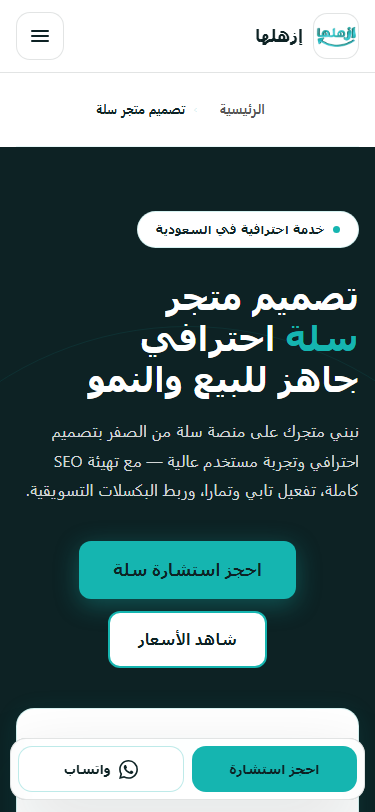 إزهلها
إزهلها
الرئيسية
تصميم متجر سلة
خدمة احترافية في السعودية
تصميم متجر
سلة احترافي
جاهز للبيع والنمو
نبني متجرك على منصة سلة من الصفر بتصميم
احترافي وتجربة مستخدم عالية — مع تهيئة SEO
كاملة، تفعيل تابي وتمارا، وربط البكسلات التسويقية.
احجز استشارة سلة
شاهد الأسعار
احجز استشارة
واتساب